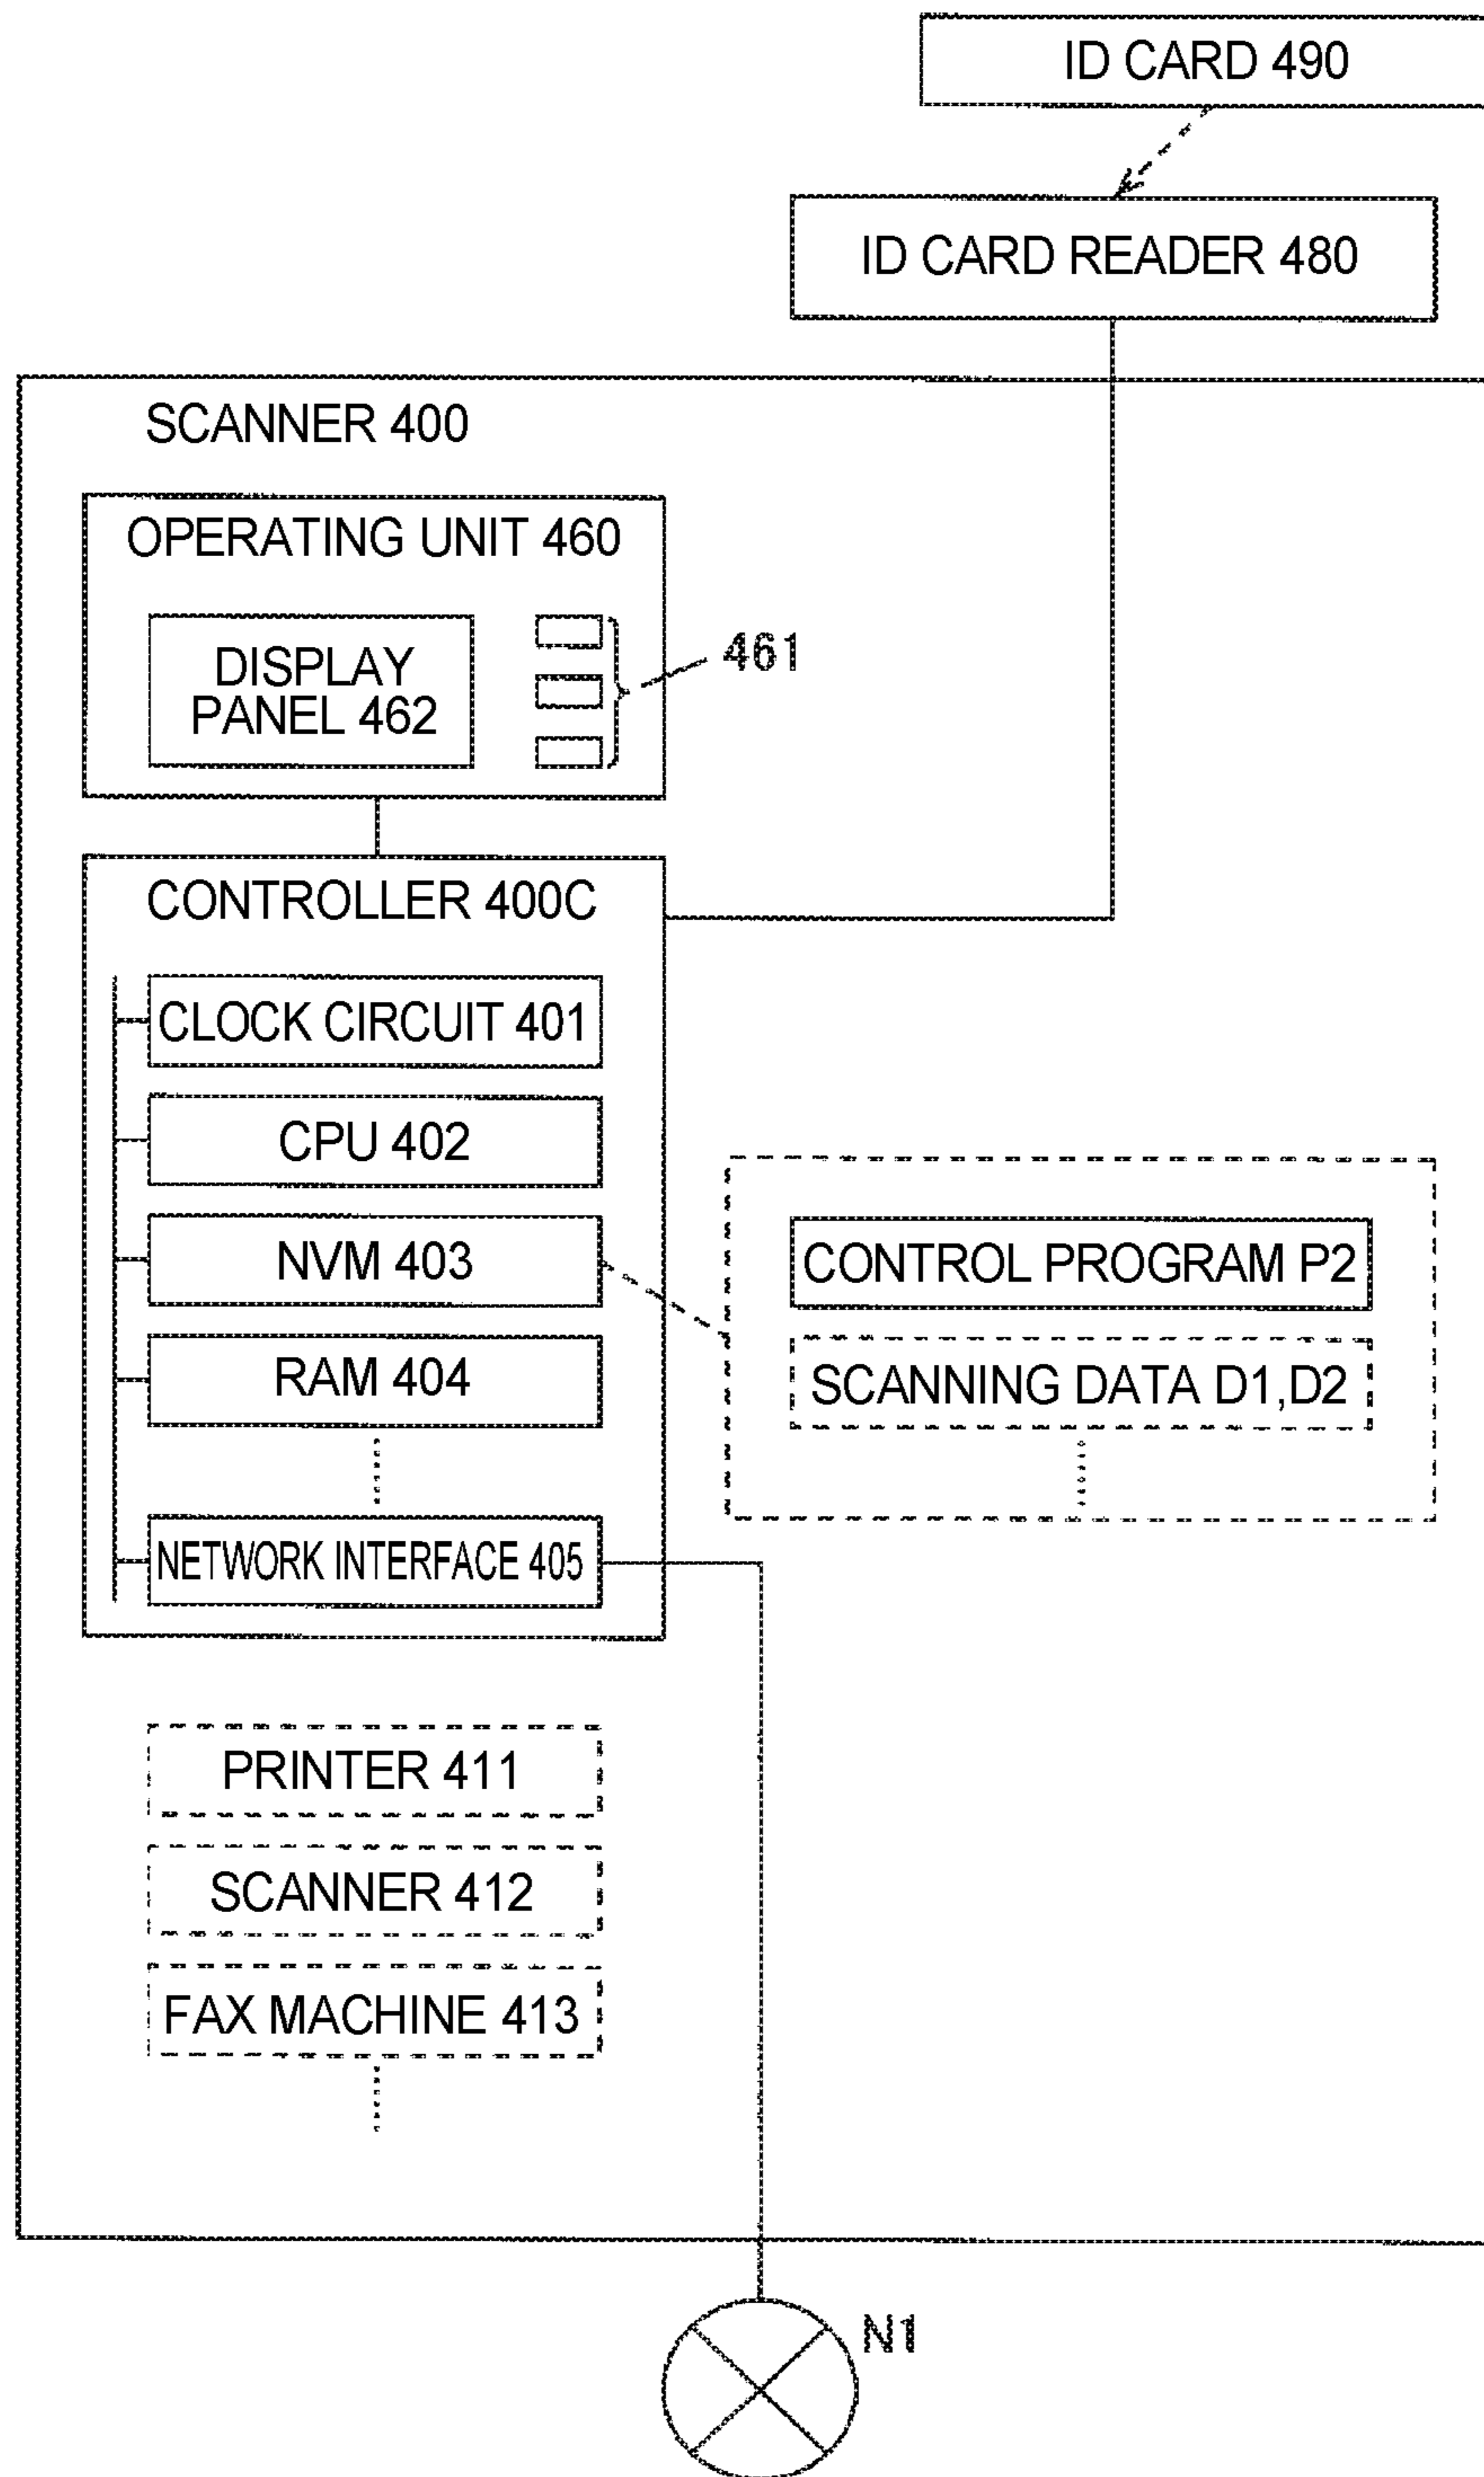 ID CARD 490
ID CARD READER 480
SCANNER 400
OPERATING UNIT 460
DISPLAY
PANEL 462
461
CONTROLLER 400C
CLOCK CIRCUIT 401
CPU 402
NVM 403
CONTROL PROGRAM P2
RAM 404
SCANNING DATA D1,D2
NETWORK INTERFACE 405
PRINTER 411
SCANNER 412
FAX MACHINE 413
N1